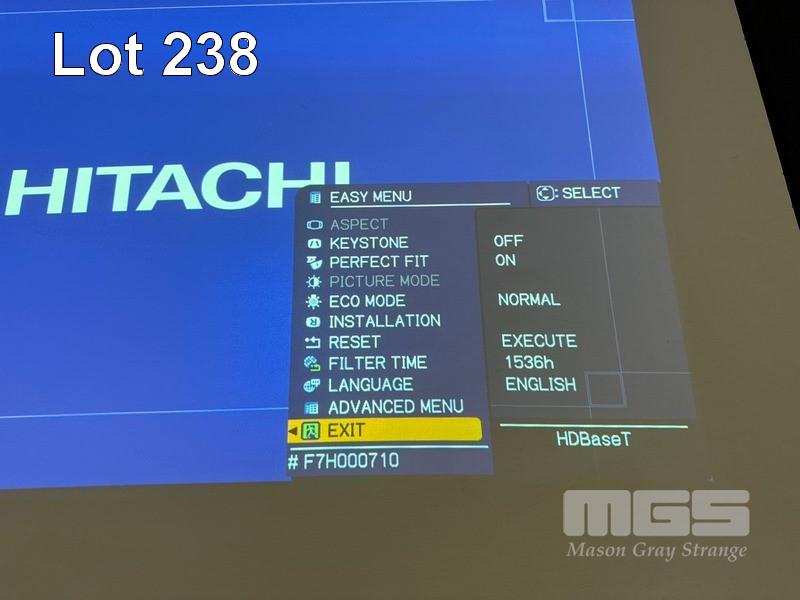 Lot 238
HITACHI
EASY MENU
: SELECT
ASPECT
KEYSTONE OFF
PERFECT FIT ON
PICTURE MODE
ECO MODE NORMAL
INSTALLATION
RESET EXECUTE
FILTER TIME 1536h
LANGUAGE ENGLISH
ADVANCED MENU
EXIT
HDBaseT
# F7H000710
MGS
Mason Gray Strange